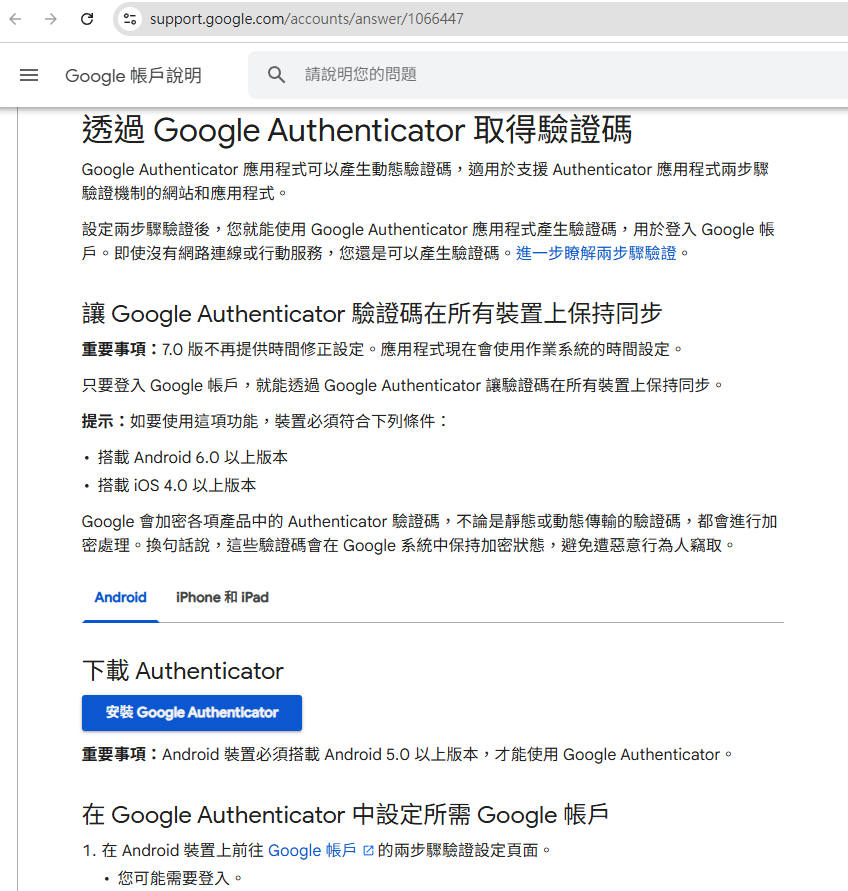 support.google.com/accounts/answer/1066447
Google 帳戶說明
請說明您的問題
透過 Google Authenticator 取得驗證碼
Google Authenticator 應用程式可以產生動態驗證碼，適用於支援 Authenticator 應用程式兩步驟
驗證機制的網站和應用程式。
設定兩步驟驗證後，您就能使用 Google Authenticator 應用程式產生驗證碼，用於登入 Google 帳
戶。即使沒有網路連線或行動服務，您還是可以產生驗證碼。進一步瞭解兩步驟驗證。
讓 Google Authenticator 驗證碼在所有裝置上保持同步
重要事項：7.0 版不再提供時間修正設定。應用程式現在會使用作業系統的時間設定。
只要登入 Google 帳戶，就能透過 Google Authenticator 讓驗證碼在所有裝置上保持同步。
提示：如要使用這項功能，裝置必須符合下列條件：
• 搭載 Android 6.0 以上版本
• 搭載 iOS 4.0 以上版本
Google 會加密各項產品中的 Authenticator 驗證碼，不論是靜態或動態傳輸的驗證碼，都會進行加
密處理。換句話說，這些驗證碼會在 Google 系統中保持加密狀態，避免遭惡意行為人竊取。
Android iPhone 和 iPad
下載 Authenticator
安裝 Google Authenticator
重要事項：Android 裝置必須搭載 Android 5.0 以上版本，才能使用 Google Authenticator。
在 Google Authenticator 中設定所需 Google 帳戶
1. 在 Android 裝置上前往 Google 帳戶 的兩步驟驗證設定頁面。
• 您可能需要登入。